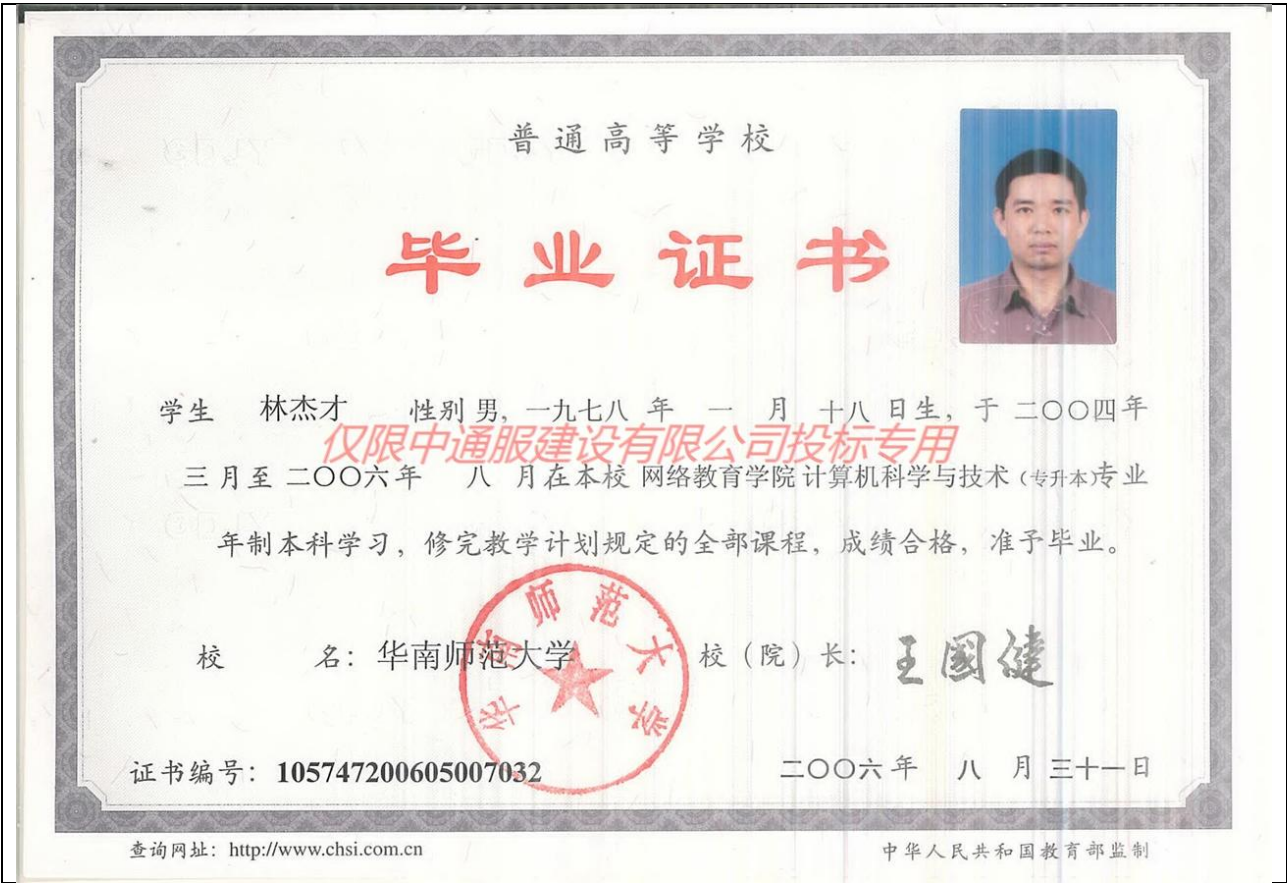 普通高等学校
毕业证书
学生 林杰才 性别 男, 一九七八 年 一 月 十八 日生, 于 二〇〇四年
仅限中通服建设有限公司投标专用
三 月至 二〇〇六年 八 月在本校 网络教育学院 计算机科学与技术 (专升本)专业
年制本科学习, 修完教学计划规定的全部课程, 成绩合格, 准予毕业。
校 名: 华南师范大学 校(院)长: 王國健
华南师范大学
证书编号: 105747200605007032 二〇〇六年 八 月 三十一日
查询网址: http://www.chsi.com.cn 中华人民共和国教育部监制